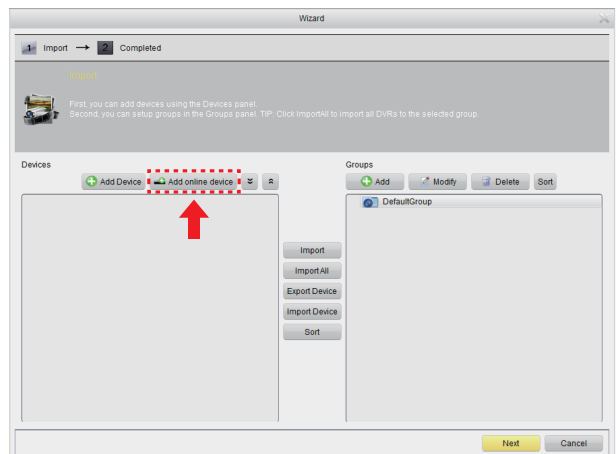 Wizard
1 Import → 2 Completed
Import
First, you can add devices using the Devices panel.
Second, you can setup groups in the Groups panel. TIP: Click ImportAll to import all DVRs to the selected group.
Devices
Add Device Add online device
Groups
Add Modify Delete Sort
DefaultGroup
Import
Import All
Export Device
Import Device
Sort
Next Cancel